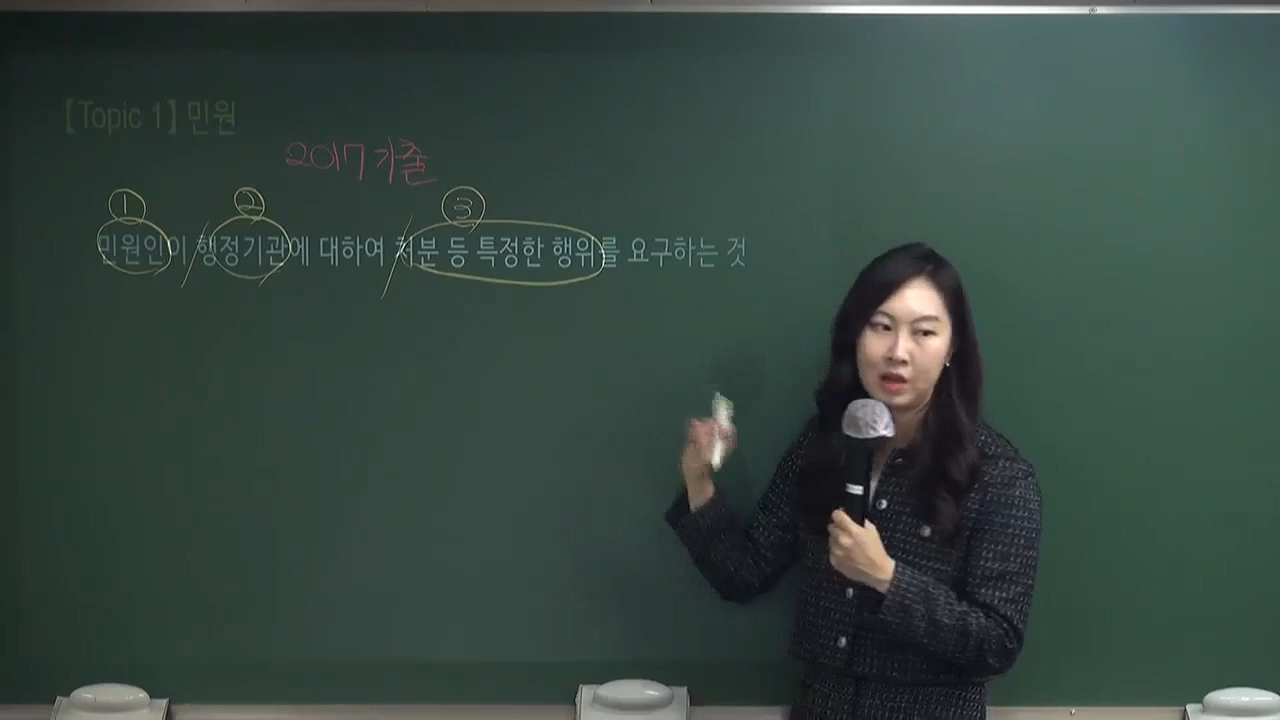 【Topic 1】 민원
2017 기출
① ② ③
민원인이 / 행정기관에 대하여 / 처분 등 특정한 행위를 요구하는 것